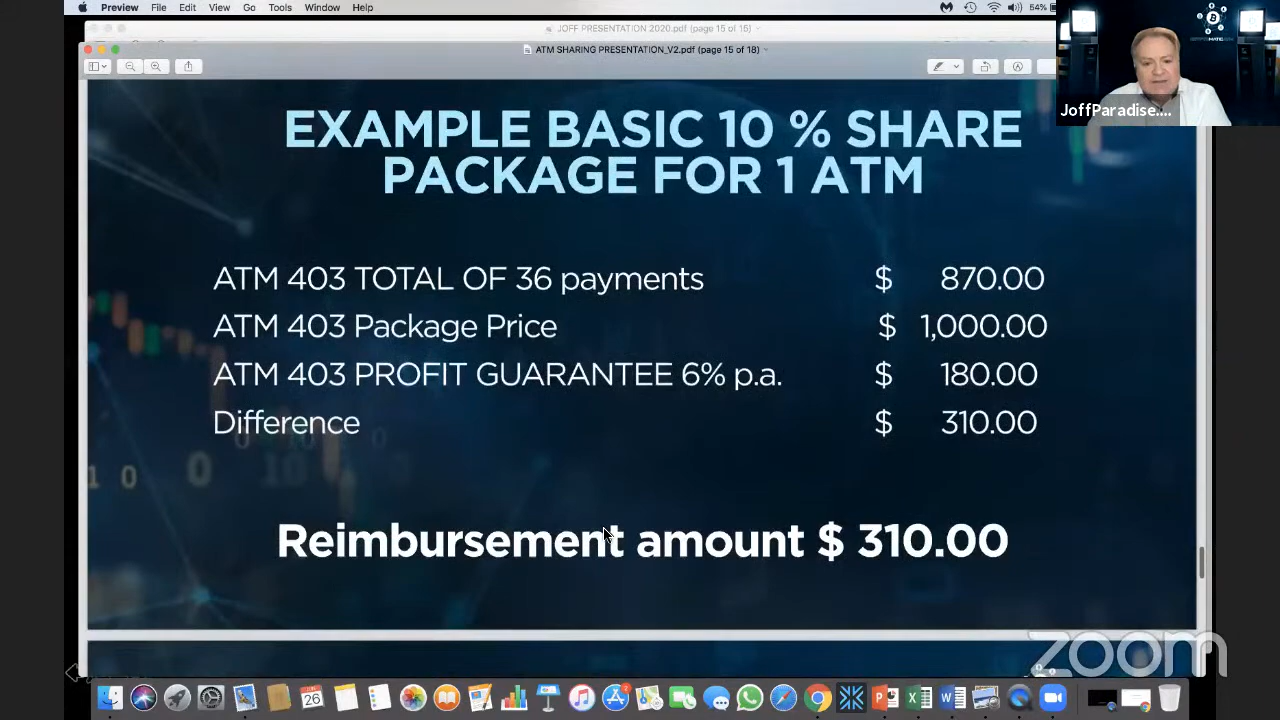 Preview File Edit View Go Tools Window Help 54%
JOFF PRESENTATION 2020.pdf (page 15 of 16)
ATM SHARING PRESENTATION_V2.pdf (page 15 of 18)
JoffParadise....
EXAMPLE BASIC 10 % SHARE
PACKAGE FOR 1 ATM
ATM 403 TOTAL OF 36 payments $ 870.00
ATM 403 Package Price $ 1,000.00
ATM 403 PROFIT GUARANTEE 6% p.a. $ 180.00
Difference $ 310.00
Reimbursement amount $ 310.00
zoom